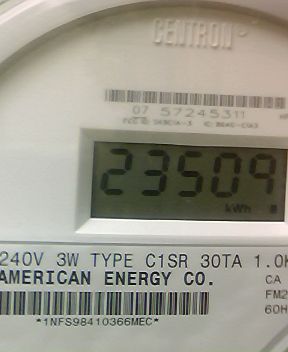 CENTRON
07 57245311
23509
kWh
240V 3W TYPE C1SR 30TA 1.0K
AMERICAN ENERGY CO.
CA
FM2
60H
*1NFS98410366MEC*